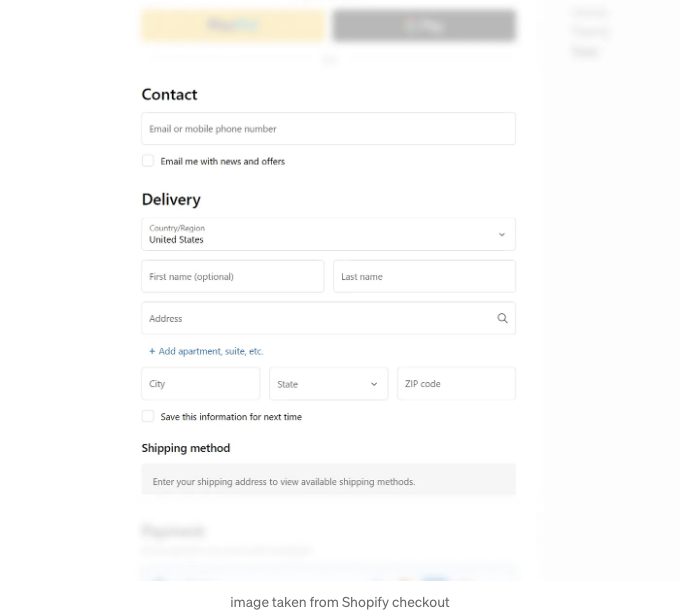 Contact
Email or mobile phone number
Email me with news and offers
Delivery
Country/Region
United States
First name (optional)
Last name
Address
+ Add apartment, suite, etc.
City
State
ZIP code
Save this information for next time
Shipping method
Enter your shipping address to view available shipping methods.
image taken from Shopify checkout